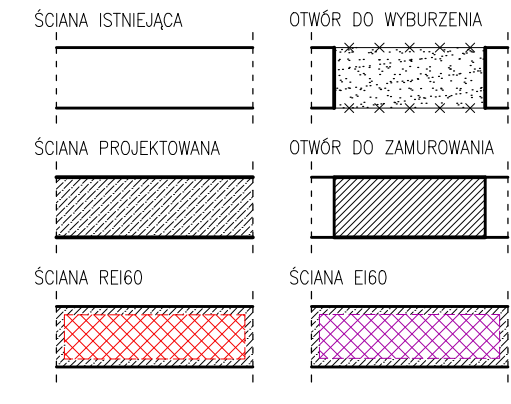 ŚCIANA ISTNIEJĄCA
OTWÓR DO WYBURZENIA
ŚCIANA PROJEKTOWANA
OTWÓR DO ZAMUROWANIA
ŚCIANA REI60
ŚCIANA EI60